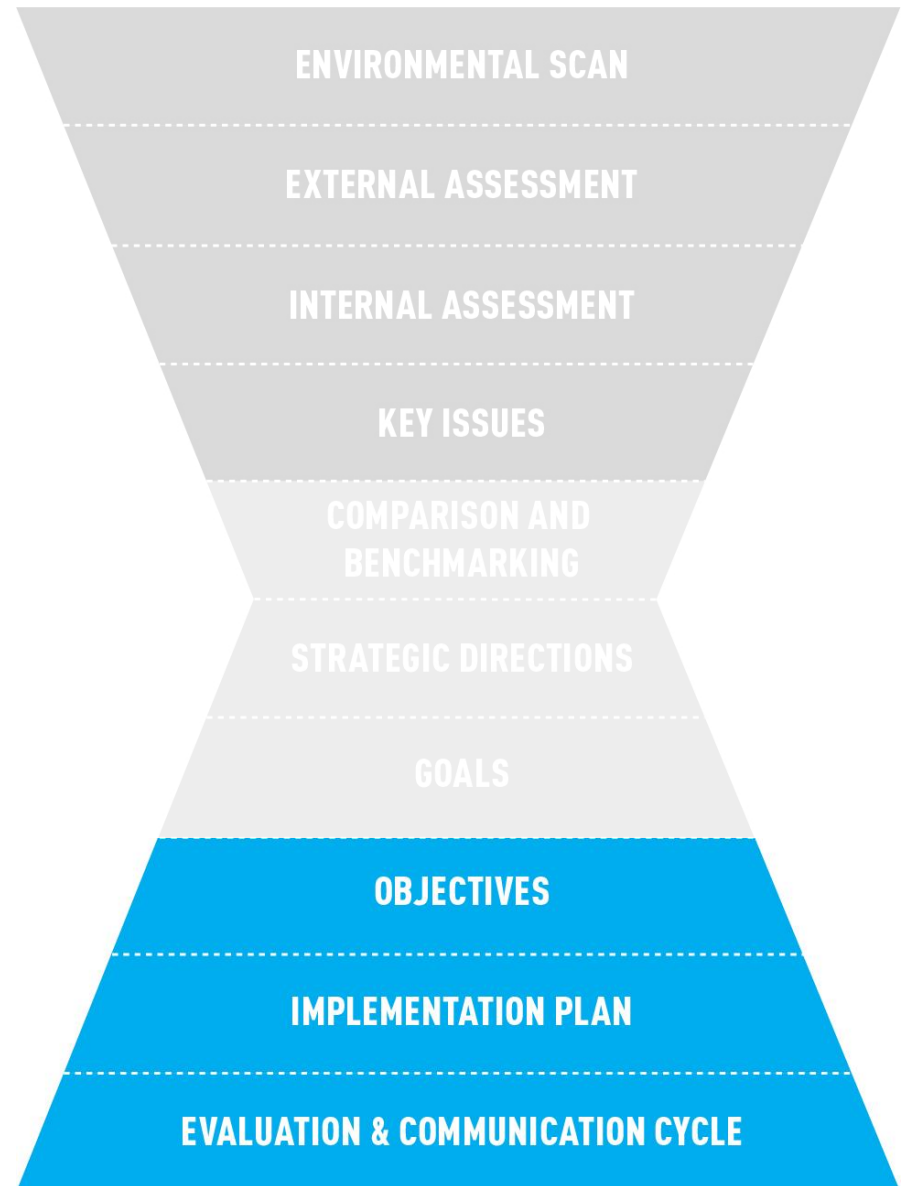 ENVIRONMENTAL SCAN
EXTERNAL ASSESSMENT
INTERNAL ASSESSMENT
KEY ISSUES
COMPARISON AND
BENCHMARKING
STRATEGIC DIRECTIONS
GOALS
OBJECTIVES
IMPLEMENTATION PLAN
EVALUATION & COMMUNICATION CYCLE